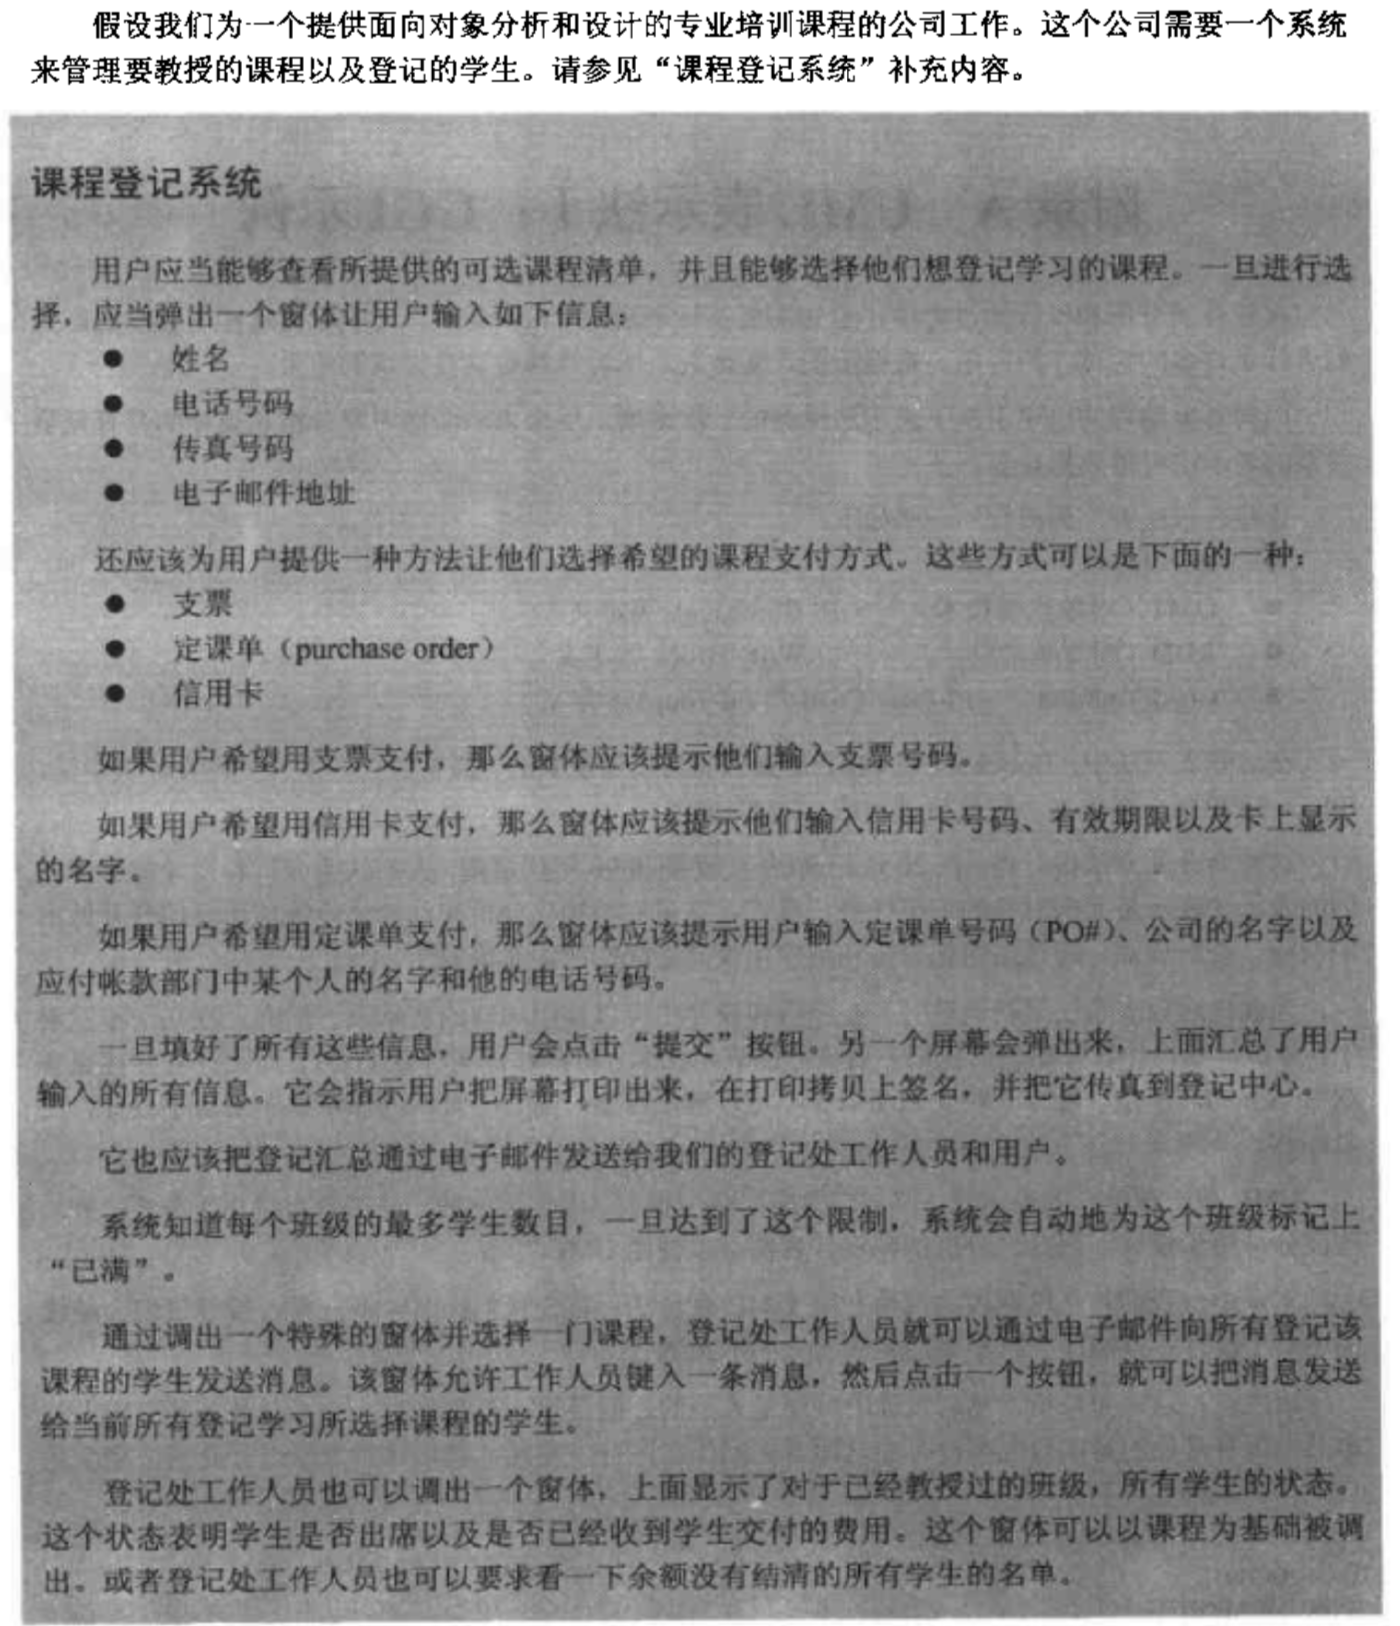 假设我们为一个提供面向对象分析和设计的专业培训课程的公司工作。这个公司需要一个系统
来管理要教授的课程以及登记的学生。请参见“课程登记系统”补充内容。
课程登记系统
用户应当能够查看所提供的可选课程清单，并且能够选择他们想登记学习的课程。一旦进行选
择，应当弹出一个窗体让用户输入如下信息：
● 姓名
● 电话号码
● 传真号码
● 电子邮件地址
还应该为用户提供一种方法让他们选择希望的课程支付方式。这些方式可以是下面的一种：
● 支票
● 定课单（purchase order）
● 信用卡
如果用户希望用支票支付，那么窗体应该提示他们输入支票号码。
如果用户希望用信用卡支付，那么窗体应该提示他们输入信用卡号码、有效期限以及卡上显示
的名字。
如果用户希望用定课单支付，那么窗体应该提示用户输入定课单号码（PO#）、公司的名字以及
应付帐款部门中某个人的名字和他的电话号码。
一旦填好了所有这些信息，用户会点击“提交”按钮。另一个屏幕会弹出来，上面汇总了用户
输入的所有信息。它会指示用户把屏幕打印出来，在打印拷贝上签名，并把它传真到登记中心。
它也应该把登记汇总通过电子邮件发送给我们的登记处工作人员和用户。
系统知道每个班级的最多学生数目，一旦达到了这个限制，系统会自动地为这个班级标记上
“已满”。
通过调出一个特殊的窗体并选择一门课程，登记处工作人员就可以通过电子邮件向所有登记该
课程的学生发送消息。该窗体允许工作人员键入一条消息，然后点击一个按钮，就可以把消息发送
给当前所有登记学习所选择课程的学生。
登记处工作人员也可以调出一个窗体，上面显示了对于已经教授过的班级，所有学生的状态。
这个状态表明学生是否出席以及是否已经收到学生交付的费用。这个窗体可以以课程为基础被调
出。或者登记处工作人员也可以要求看一下余额没有结清的所有学生的名单。